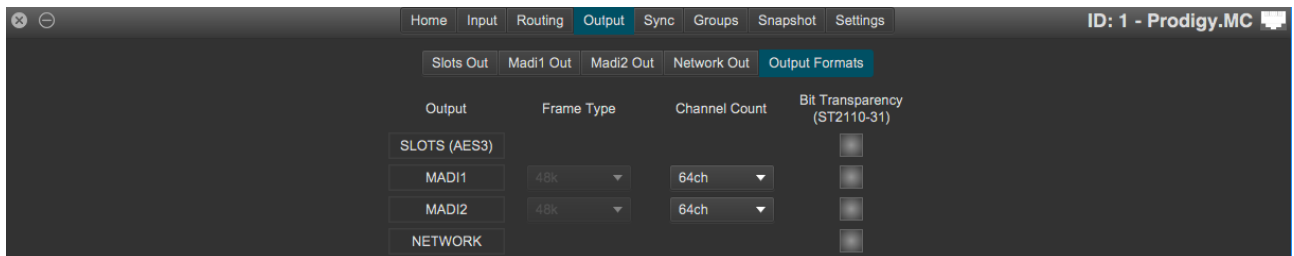 Home Input Routing Output Sync Groups Snapshot Settings ID: 1 - Prodigy.MC
Slots Out Madi1 Out Madi2 Out Network Out Output Formats
Output Frame Type Channel Count Bit Transparency
(ST2110-31)
SLOTS (AES3)
MADI1 48k 64ch
MADI2 48k 64ch
NETWORK